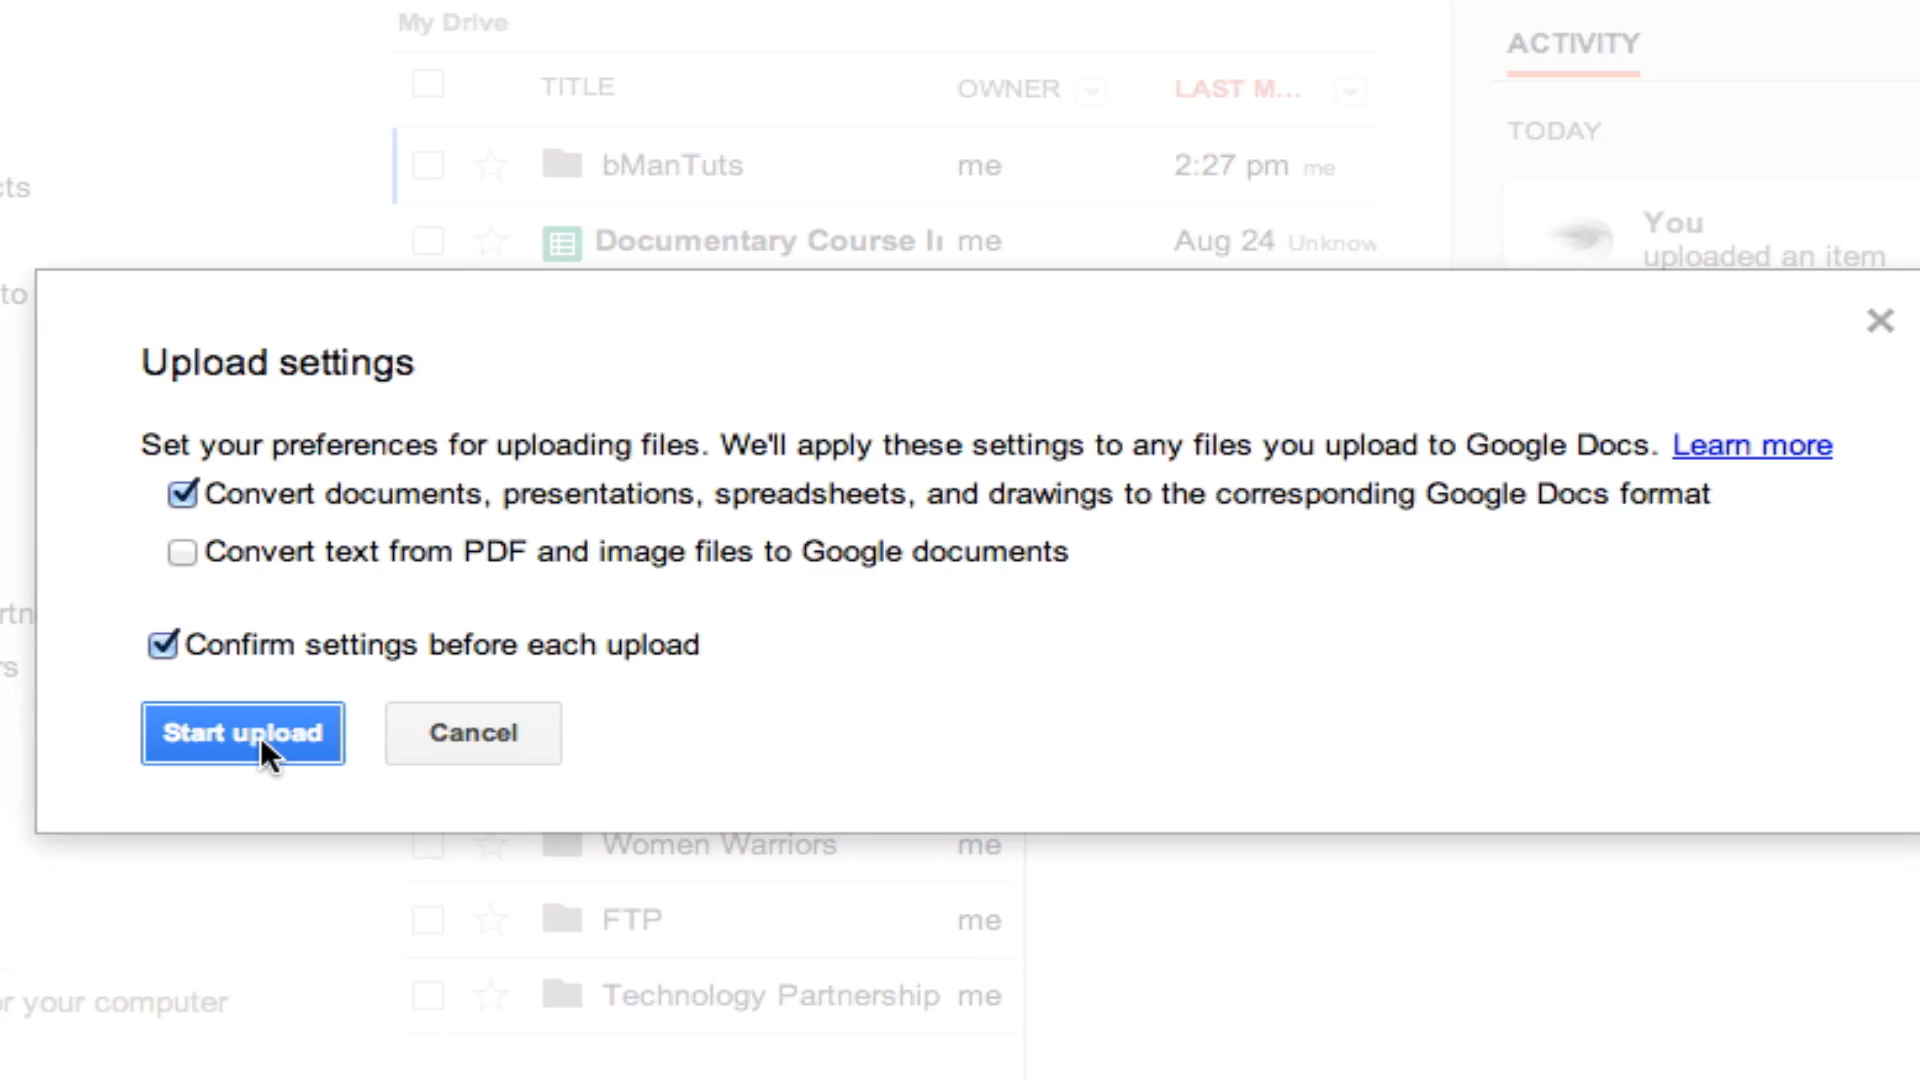 My Drive
TITLE OWNER LAST M...
ACTIVITY
TODAY
bManTuts me 2:27 pm me
Documentary Course me Aug 24 Unknow
You
uploaded an item
cts
to
Upload settings
Set your preferences for uploading files. We'll apply these settings to any files you upload to Google Docs. Learn more
Convert documents, presentations, spreadsheets, and drawings to the corresponding Google Docs format
Convert text from PDF and image files to Google documents
Confirm settings before each upload
Start upload Cancel
Women Warriors me
FTP me
Technology Partnership me
or your computer